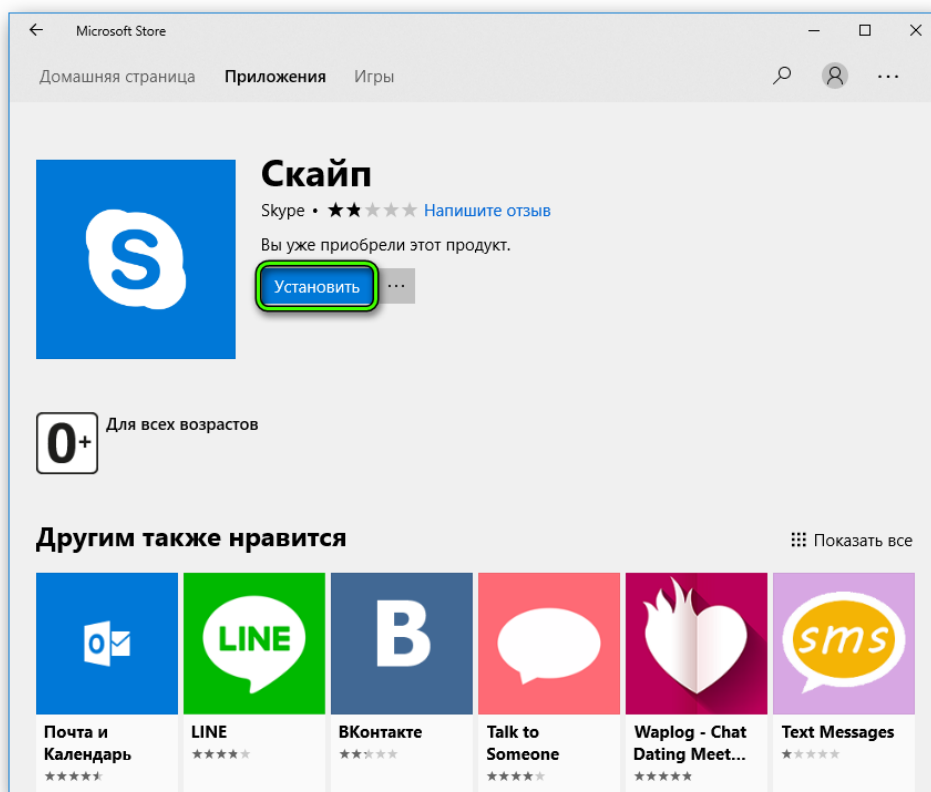 Microsoft Store
Домашняя страница Приложения Игры
Скайп
Skype • Напишите отзыв
Вы уже приобрели этот продукт.
Установить ...
S
0+ Для всех возрастов
Другим также нравится
Показать все
O
LINE
B
sms
Почта и Календарь
LINE
ВКонтакте
Talk to Someone
Waplog - Chat Dating Meet...
Text Messages